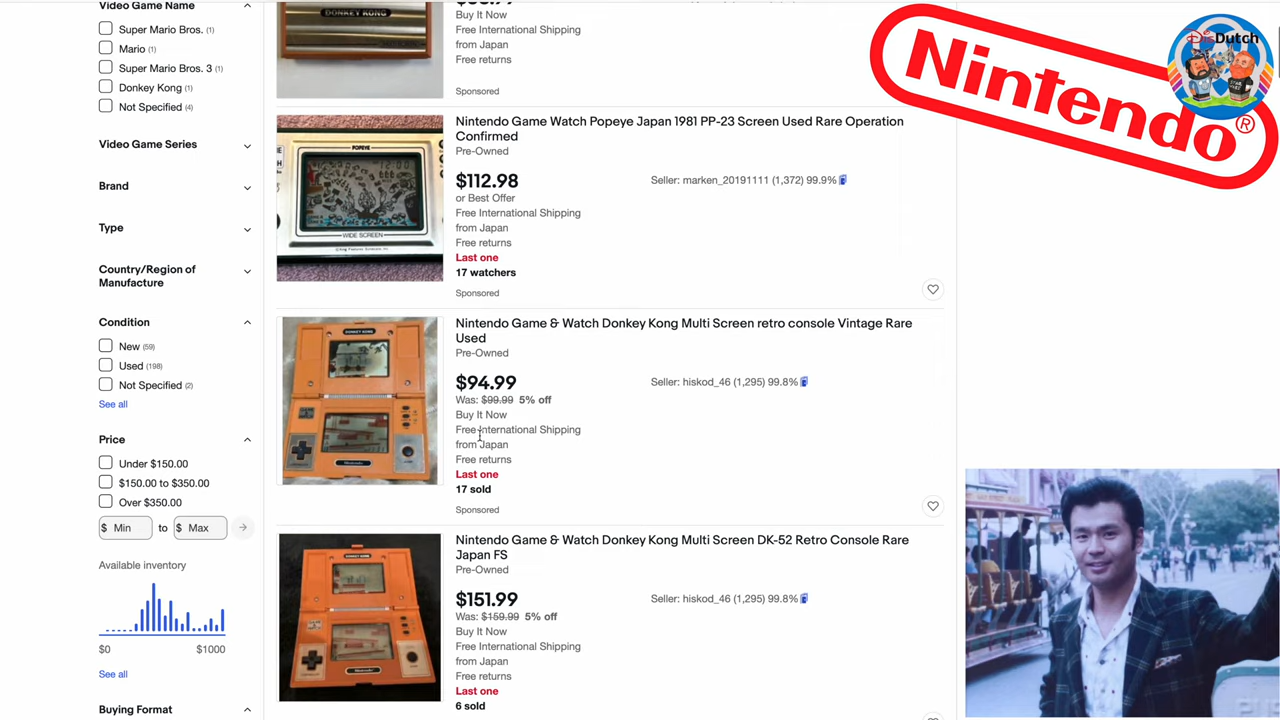 Video Game Name
Super Mario Bros. (1)
Mario (1)
Super Mario Bros. 3 (1)
Donkey Kong (1)
Not Specified (4)
Video Game Series
Brand
Type
Country/Region of
Manufacture
Condition
New (59)
Used (198)
Not Specified (2)
See all
Price
Under $150.00
$150.00 to $350.00
Over $350.00
$ Min to $ Max
Available inventory
$0 $1000
See all
Buying Format
DONKEY KONG
Buy It Now
Free International Shipping
from Japan
Free returns
Sponsored
POPEYE
WIDE SCREEN
Nintendo Game Watch Popeye Japan 1981 PP-23 Screen Used Rare Operation
Confirmed
Pre-Owned
$112.98
Seller: marken_20191111 (1,372) 99.9%
or Best Offer
Free International Shipping
from Japan
Free returns
Last one
17 watchers
Sponsored
DONKEY KONG
Nintendo
Nintendo Game & Watch Donkey Kong Multi Screen retro console Vintage Rare
Used
Pre-Owned
$94.99
Seller: hiskod_46 (1,295) 99.8%
Was: $99.99 5% off
Buy It Now
Free International Shipping
from Japan
Free returns
Last one
17 sold
Sponsored
DONKEY KONG
Nintendo
Nintendo Game & Watch Donkey Kong Multi Screen DK-52 Retro Console Rare
Japan FS
Pre-Owned
$151.99
Seller: hiskod_46 (1,295) 99.8%
Was: $159.99 5% off
Buy It Now
Free International Shipping
from Japan
Free returns
Last one
6 sold
Nintendo®
DisDutch